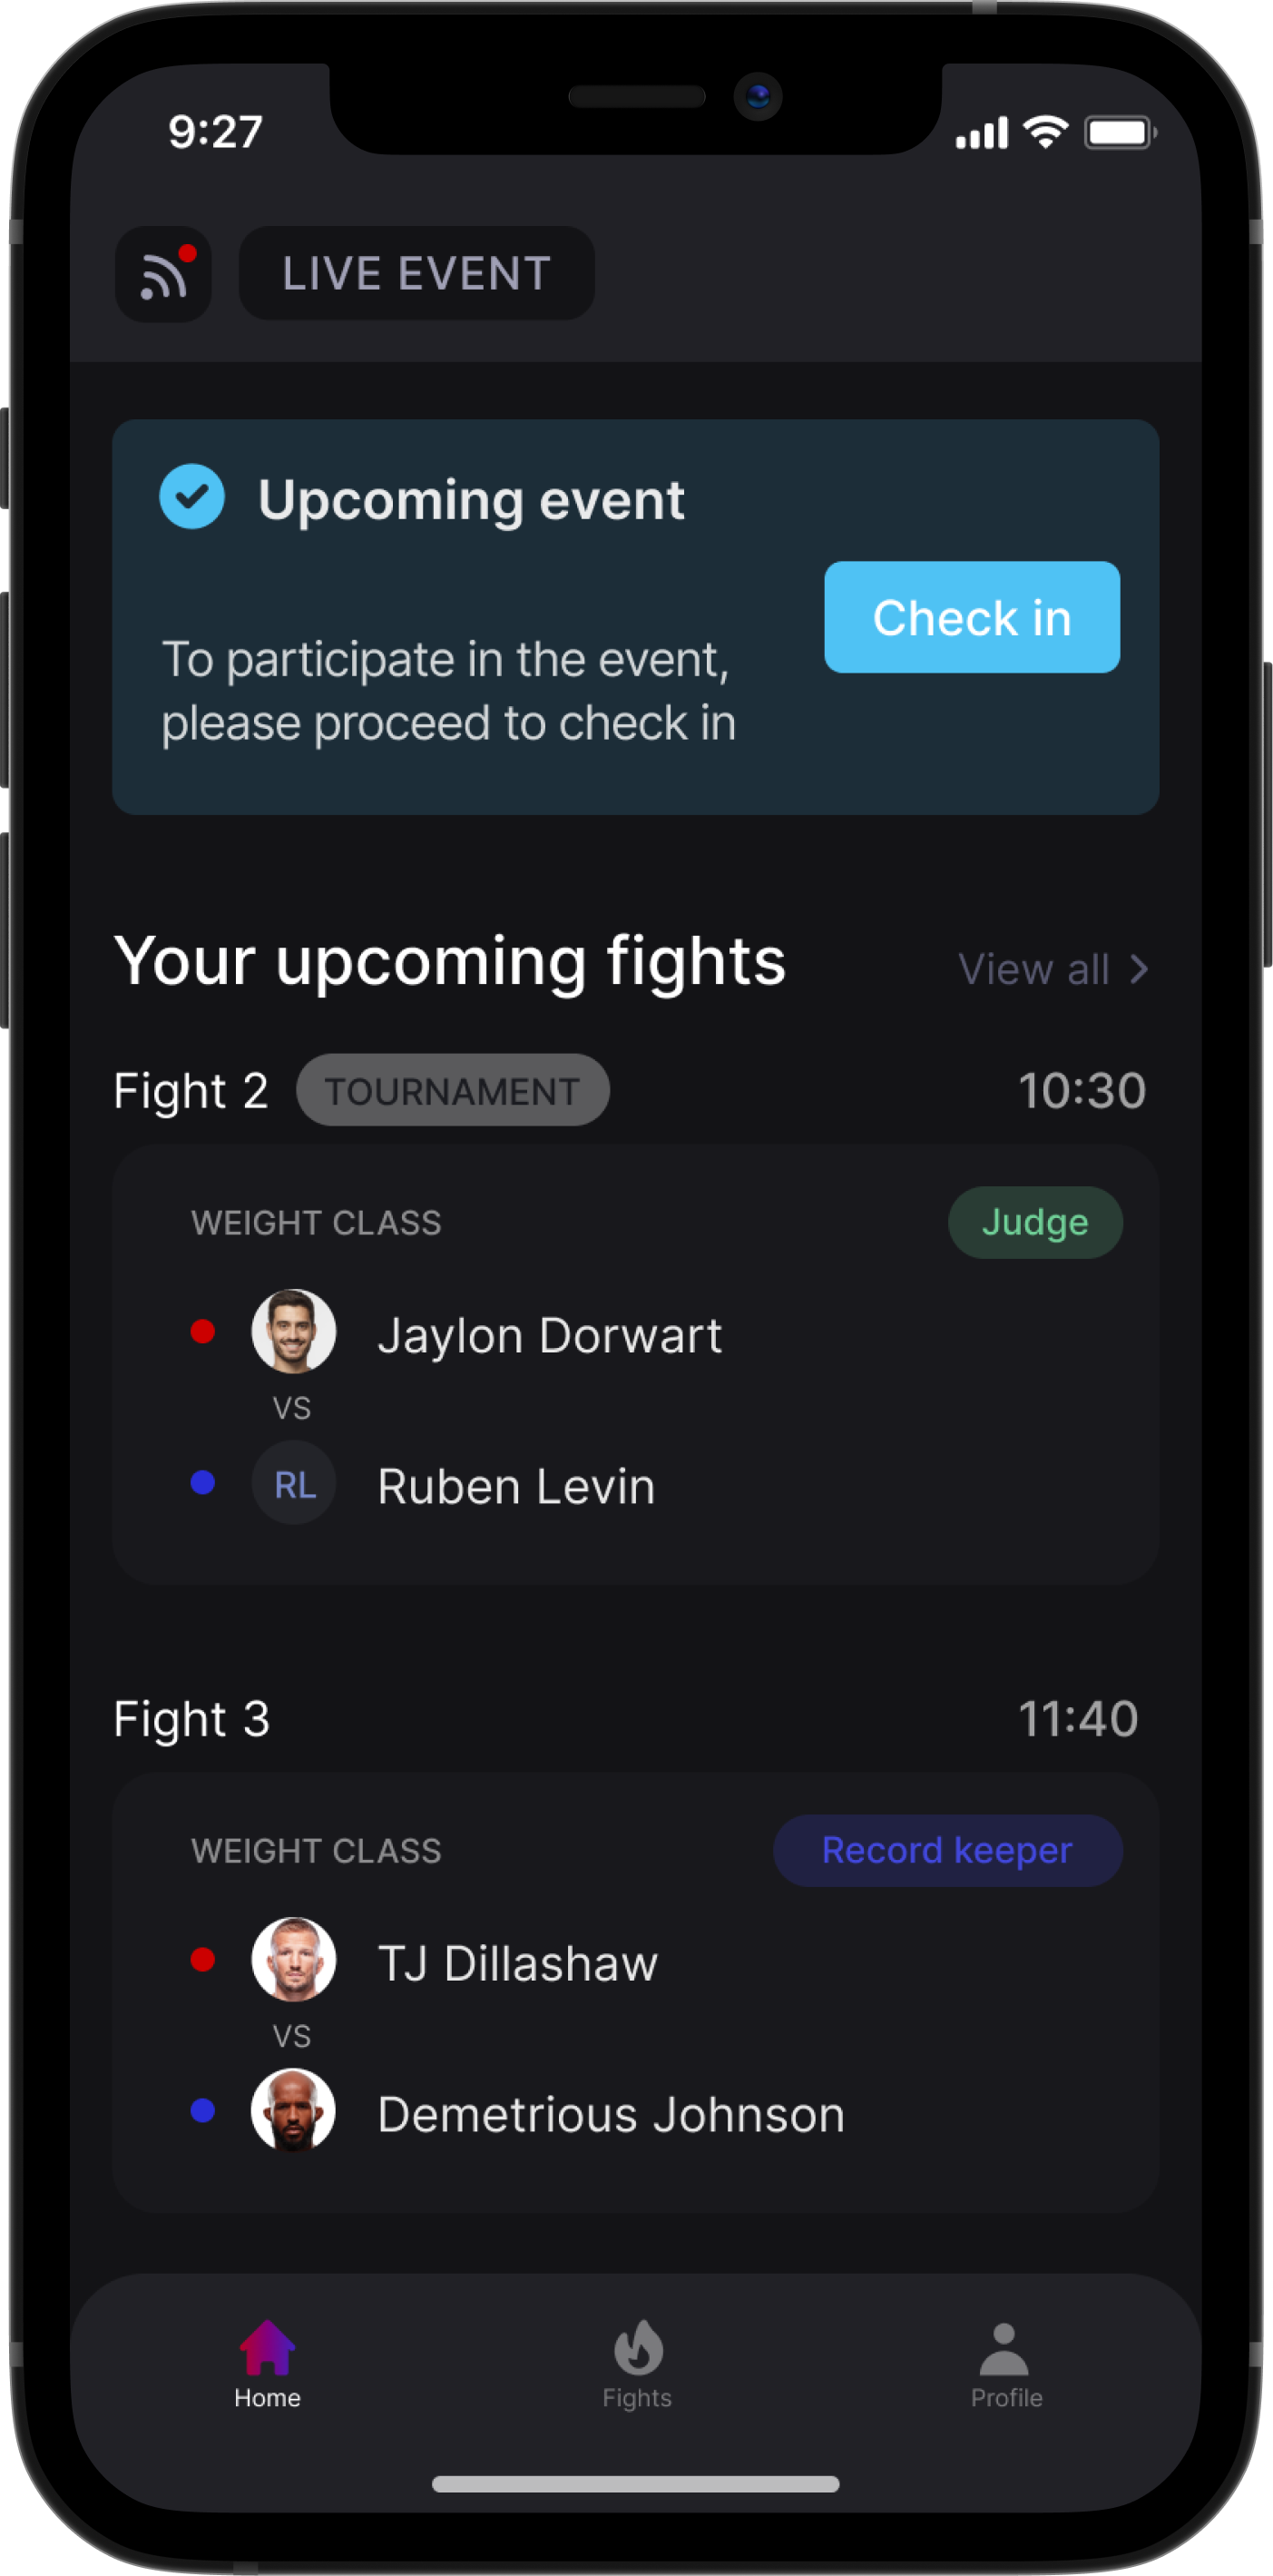 9:27
LIVE EVENT
Upcoming event
Check in
To participate in the event,
please proceed to check in
Your upcoming fights
View all
Fight 2
TOURNAMENT
10:30
WEIGHT CLASS
Judge
Jaylon Dorwart
VS
RL
Ruben Levin
Fight 3
11:40
WEIGHT CLASS
Record keeper
TJ Dillashaw
VS
Demetrious Johnson
Home
Fights
Profile